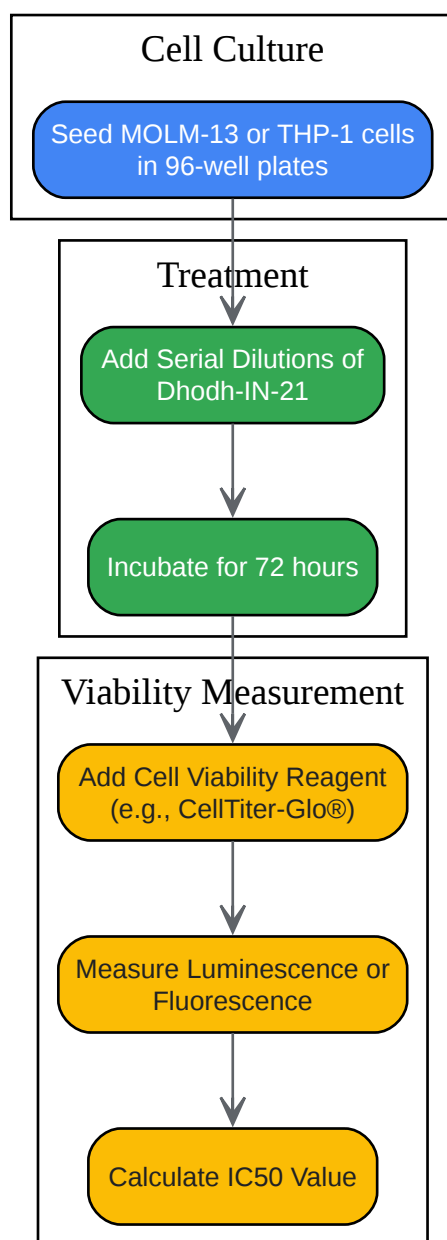 Cell Culture
Seed MOLM-13 or THP-1 cells
in 96-well plates
Treatment
Add Serial Dilutions of
Dhodh-IN-21
Incubate for 72 hours
Viability Measurement
Add Cell Viability Reagent
(e.g., CellTiter-Glo®)
Measure Luminescence or
Fluorescence
Calculate IC50 Value